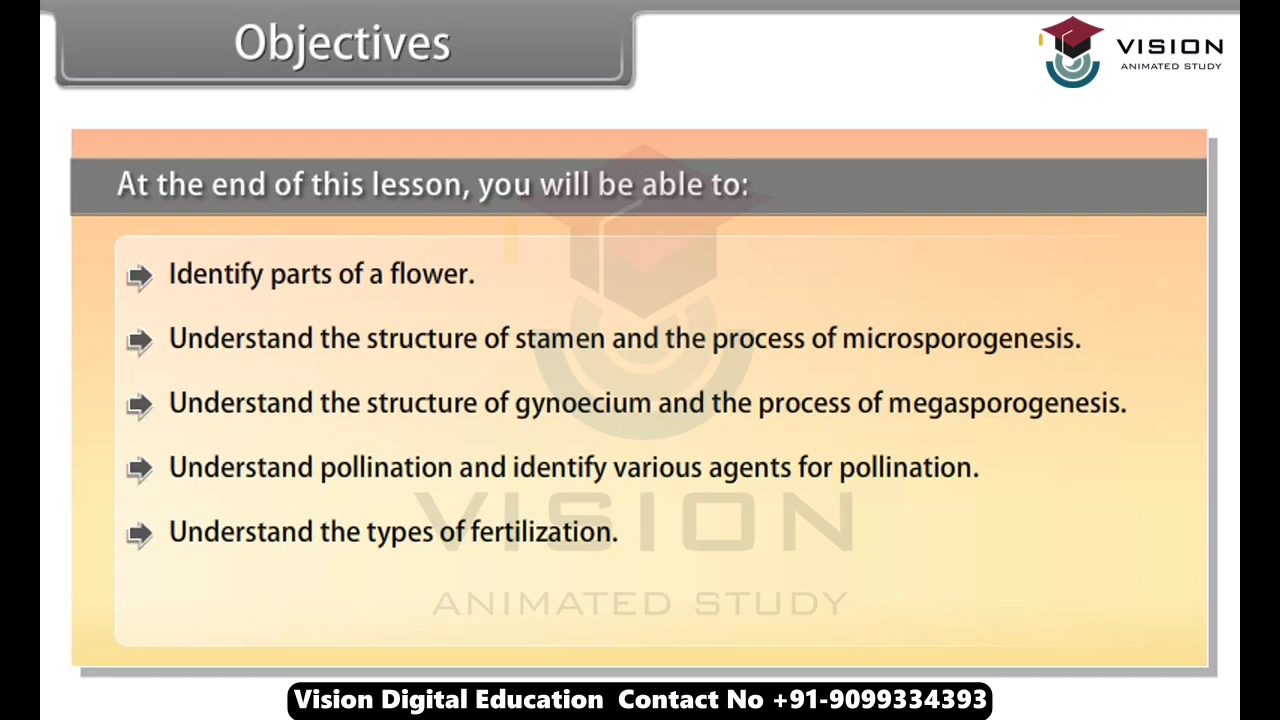 Objectives
VISION
ANIMATED STUDY
At the end of this lesson, you will be able to:
Identify parts of a flower.
Understand the structure of stamen and the process of microsporogenesis.
Understand the structure of gynoecium and the process of megasporogenesis.
Understand pollination and identify various agents for pollination.
VISION
Understand the types of fertilization.
ANIMATED STUDY
Vision Digital Education Contact No +91-9099334393